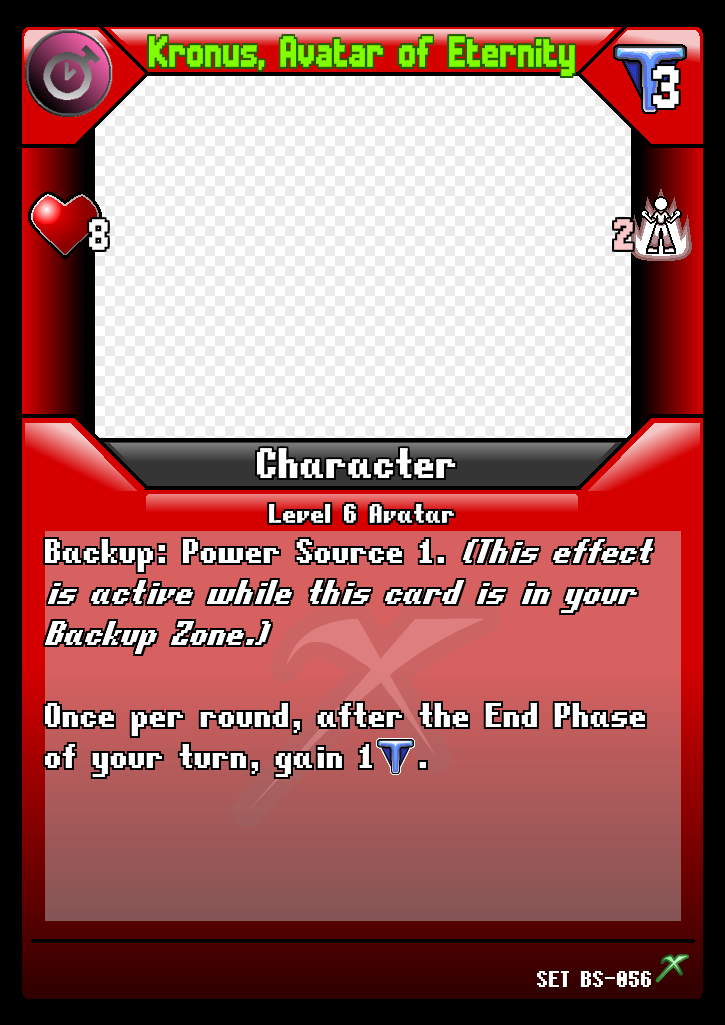 Kronus, Avatar of Eternity
T3
8
2
Character
Level 6 Avatar
Backup: Power Source 1. (This effect
is active while this card is in your
Backup Zone.)
Once per round, after the End Phase
of your turn, gain 1T.
SET BS-056